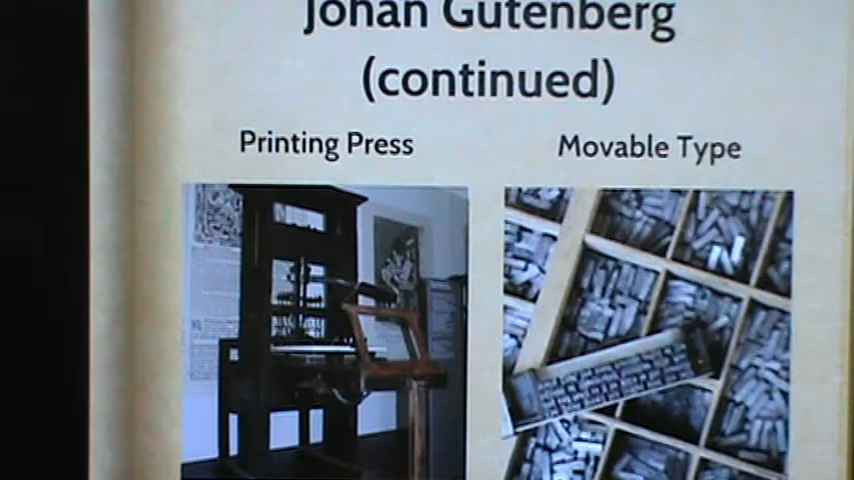 Johan Gutenberg
(continued)
Printing Press
Movable Type